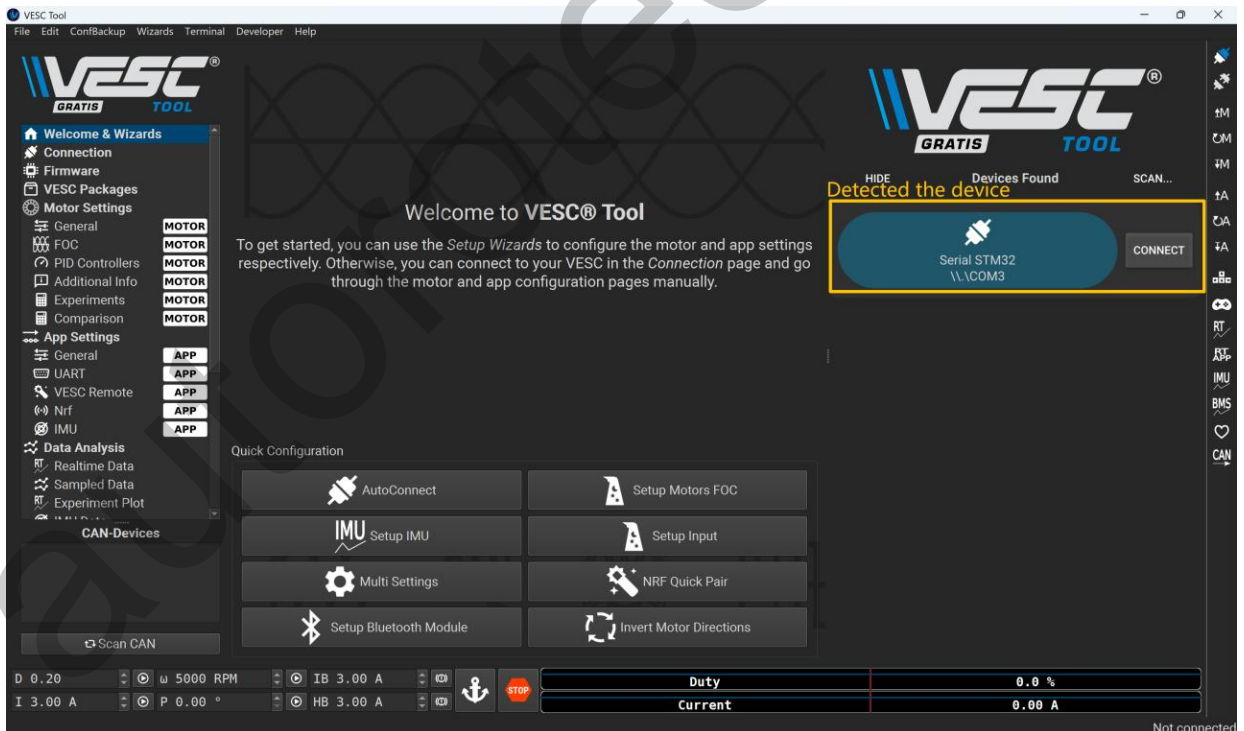 VESC Tool
File Edit ConfBackup Wizards Terminal Developer Help
VESC®
GRATIS TOOL
Welcome & Wizards
Connection
Firmware
VESC Packages
Motor Settings
General MOTOR
FOC MOTOR
PID Controllers MOTOR
Additional Info MOTOR
Experiments MOTOR
Comparison MOTOR
App Settings
General APP
UART APP
VESC Remote APP
Nrf APP
IMU APP
Data Analysis
RT Realtime Data
Sampled Data
RT Experiment Plot
CAN-Devices
Scan CAN
Welcome to VESC® Tool
To get started, you can use the Setup Wizards to configure the motor and app settings
respectively. Otherwise, you can connect to your VESC in the Connection page and go
through the motor and app configuration pages manually.
Quick Configuration
AutoConnect
Setup Motors FOC
IMU Setup IMU
Setup Input
Multi Settings
NRF Quick Pair
Setup Bluetooth Module
Invert Motor Directions
VESC®
GRATIS TOOL
HIDE Devices Found SCAN...
Detected the device
Serial STM32
\\.\COM3
CONNECT
M
M
M
A
A
A
RT
RT
APP
IMU
BMS
CAN
D 0.20 ω 5000 RPM IB 3.00 A
I 3.00 A P 0.00 ° HB 3.00 A
STOP
Duty 0.0 %
Current 0.00 A
Not connected
autorote